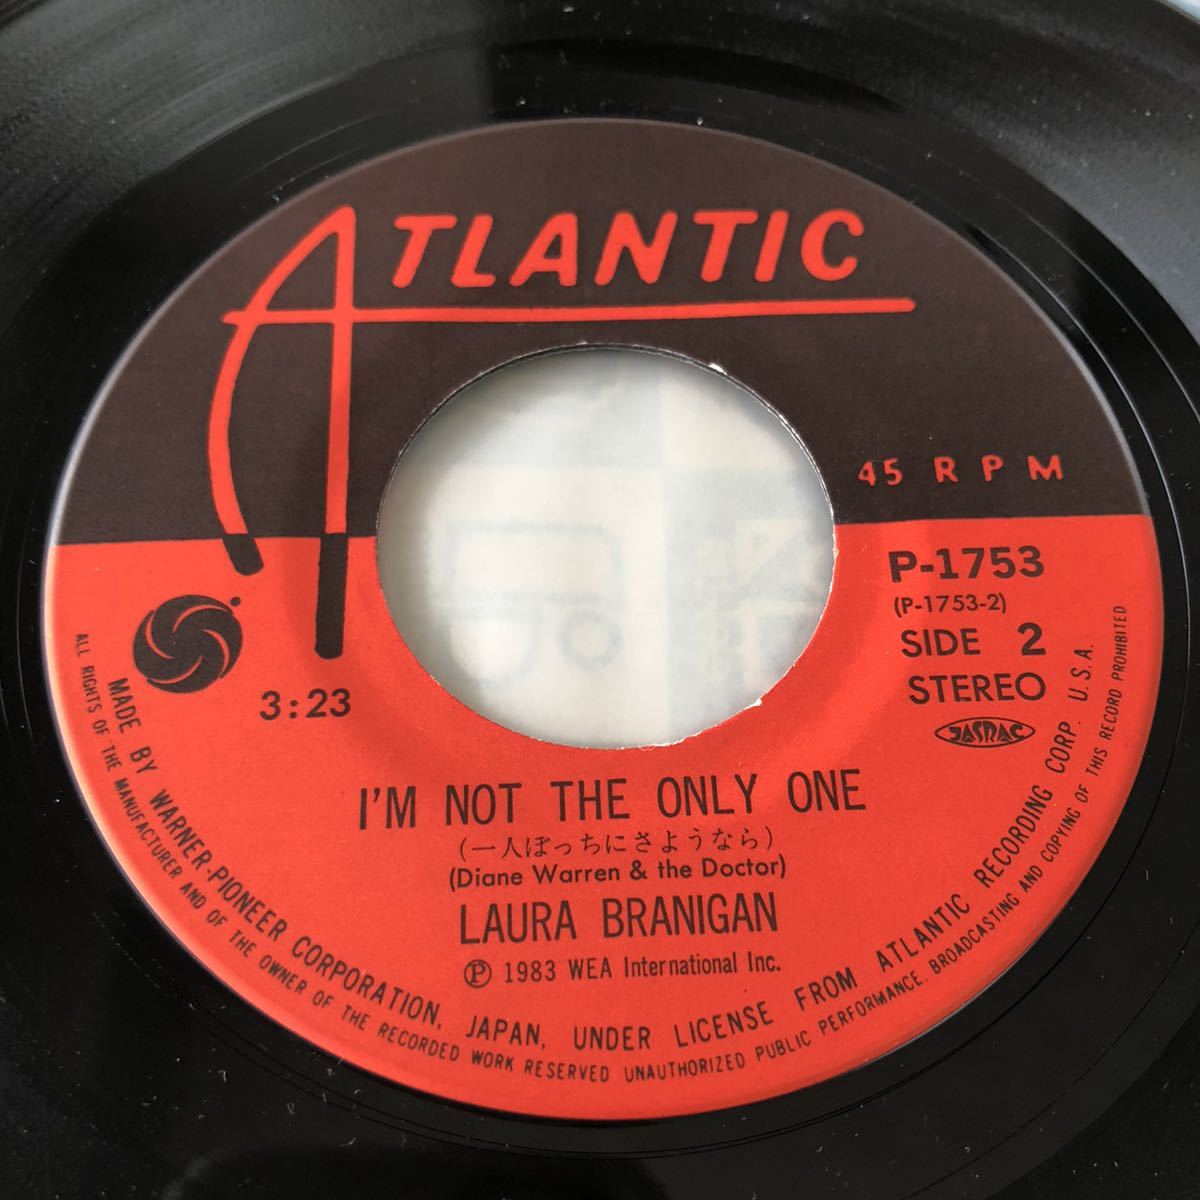 ATLANTIC
45 RPM
P-1753
(P-1753-2)
SIDE 2
STEREO
JASRAC
3:23
I'M NOT THE ONLY ONE
(一人ぼっちにさようなら)
(Diane Warren & the Doctor)
LAURA BRANIGAN
Ⓟ 1983 WEA International Inc.
MADE BY WARNER-PIONEER CORPORATION, JAPAN, UNDER LICENSE FROM ATLANTIC RECORDING CORP. U.S.A.
ALL RIGHTS OF THE MANUFACTURER AND OF THE OWNER OF THE RECORDED WORK RESERVED UNAUTHORIZED PUBLIC PERFORMANCE. BROADCASTING AND COPYING OF THIS RECORD PROHIBITED